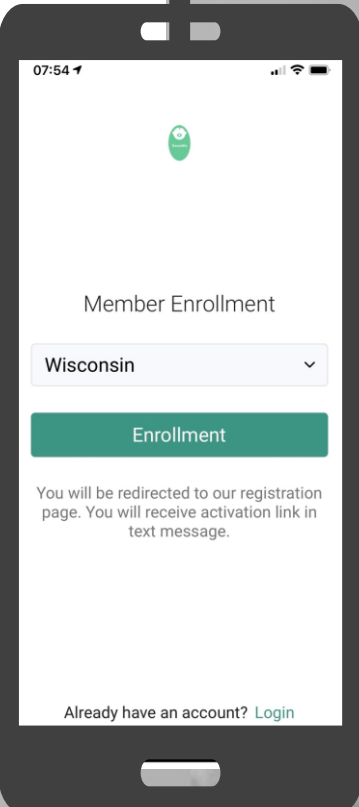 07:54
Member Enrollment
Wisconsin
Enrollment
You will be redirected to our registration
page. You will receive activation link in
text message.
Already have an account? Login